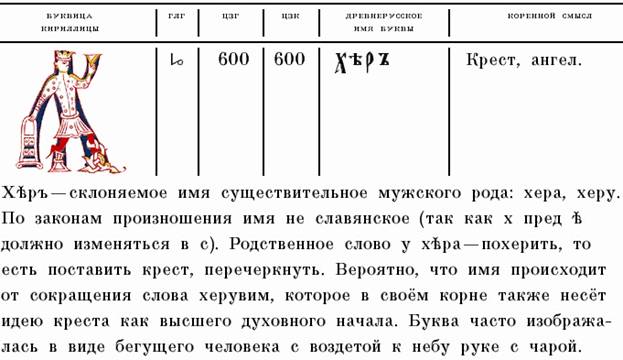 БУКВИЦА КИРИЛЛИЦЫ ГЛГ ЦЗГ ЦЗК ДРЕВНЕРУССКОЕ ИМЯ БУКВЫ КОРЕННОЙ СМЫСЛ
600 600 хѣръ Крест, ангел.
Хѣръ—склоняемое имя существительное мужского рода: хера, херу.
По законам произношения имя не славянское (так как х пред ѣ
должно изменяться в с). Родственное слово у хѣра—похерить, то
есть поставить крест, перечеркнуть. Вероятно, что имя происходит
от сокращения слова херувим, которое в своём корне также несёт
идею креста как высшего духовного начала. Буква часто изобража-
лась в виде бегущего человека с воздетой к небу руке с чарой.